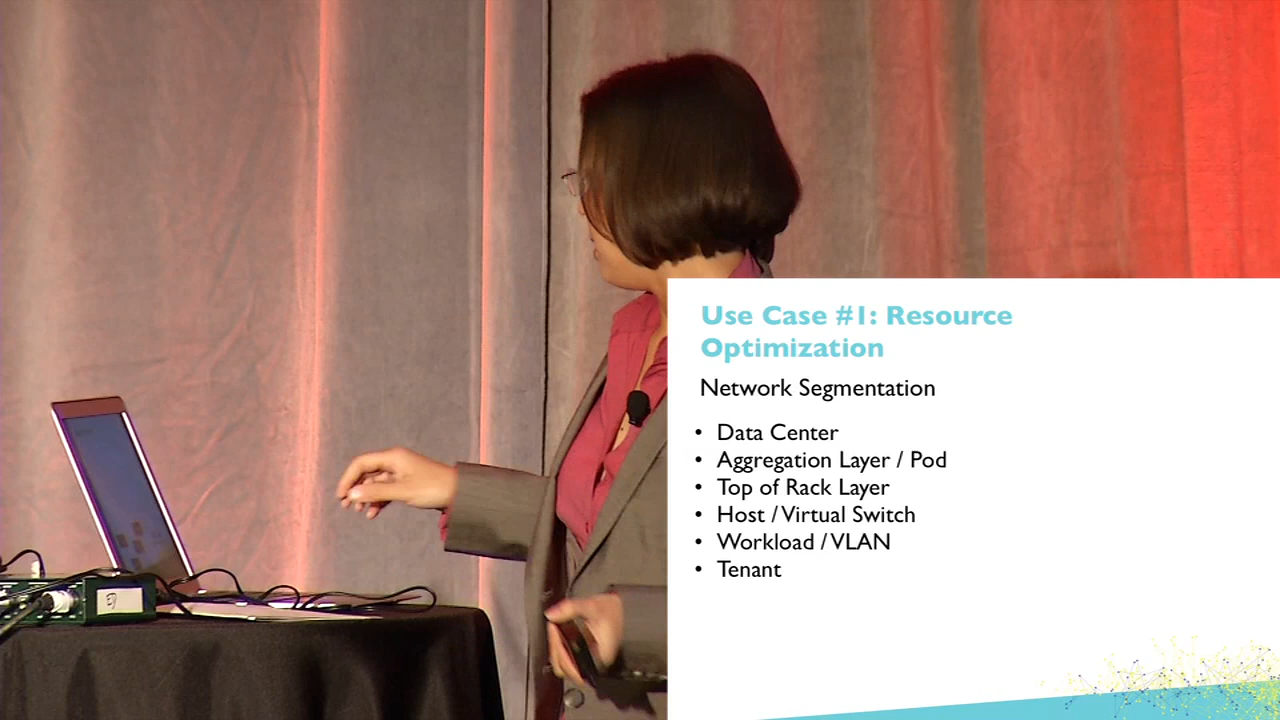 Use Case #1: Resource
Optimization
Network Segmentation
• Data Center
• Aggregation Layer / Pod
• Top of Rack Layer
• Host / Virtual Switch
• Workload / VLAN
• Tenant